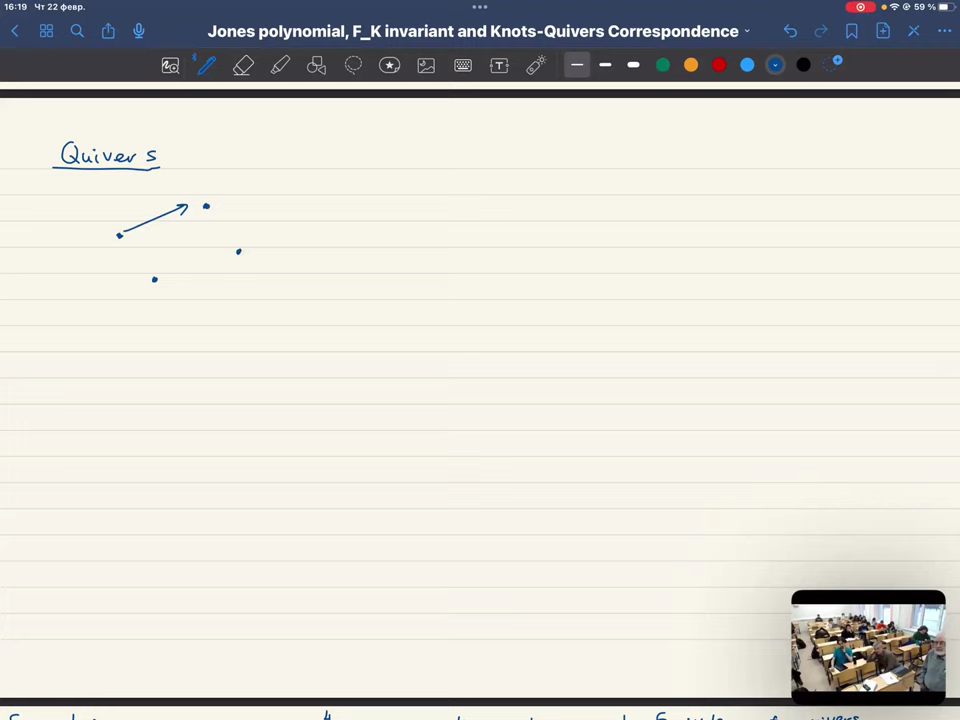 16:19 Чт 22 февр. 59 %
Jones polynomial, F_K invariant and Knots-Quivers Correspondence
Quivers